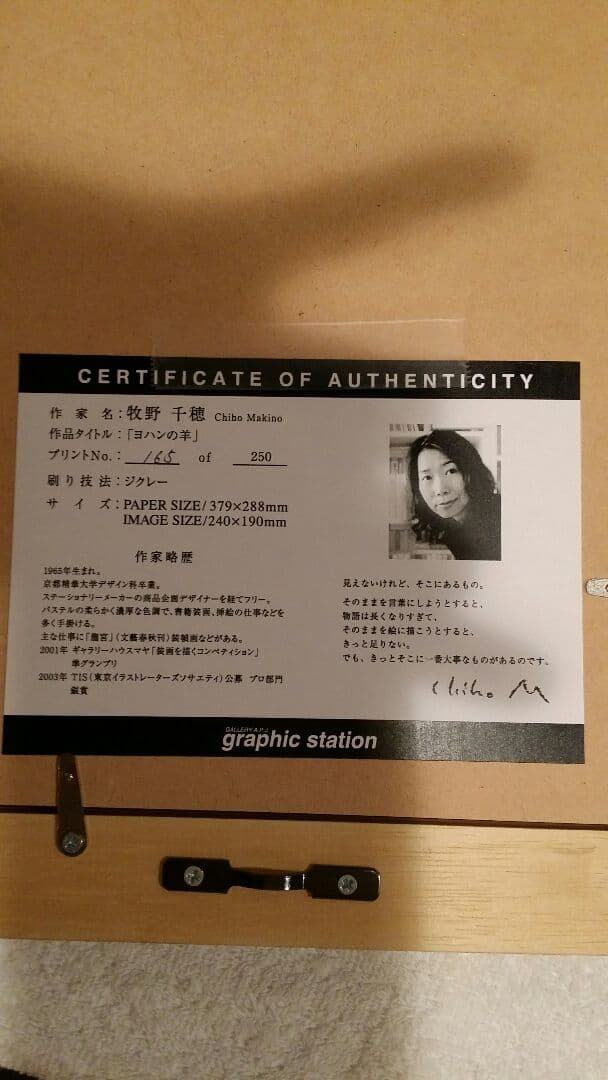 CERTIFICATE OF AUTHENTICITY
作家名：牧野 千穂 Chiho Makino
作品タイトル：「ヨハンの羊」
プリントNo.： 165 of 250
刷り技法：ジクレー
サイズ：PAPER SIZE/379×288mm
IMAGE SIZE/240×190mm
作家略歴
1965年生まれ。
京都精華大学デザイン科卒業。
ステーショナリーメーカーの商品企画デザイナーを経てフリー。
パステルの柔らかく濃厚な色調で、書籍装画、挿絵の仕事などを
多く手掛ける。
主な仕事に「龍宮」（文藝春秋刊）装領画などがある。
2001年 ギャラリーハウスマヤ「装画を描くコンペティション」
準グランプリ
2003年 TIS（東京イラストレーターズソサエティ）公募 プロ部門
銀賞
見えないけれど、そこにあるもの。
そのままを言葉にしようとすると、
物語は長くなりすぎて、
そのままを絵に描こうとすると、
きっと足りない。
でも、きっとそこに一番大事なものがあるのです。
Chiho M
GALLERY A.P.J
graphic station